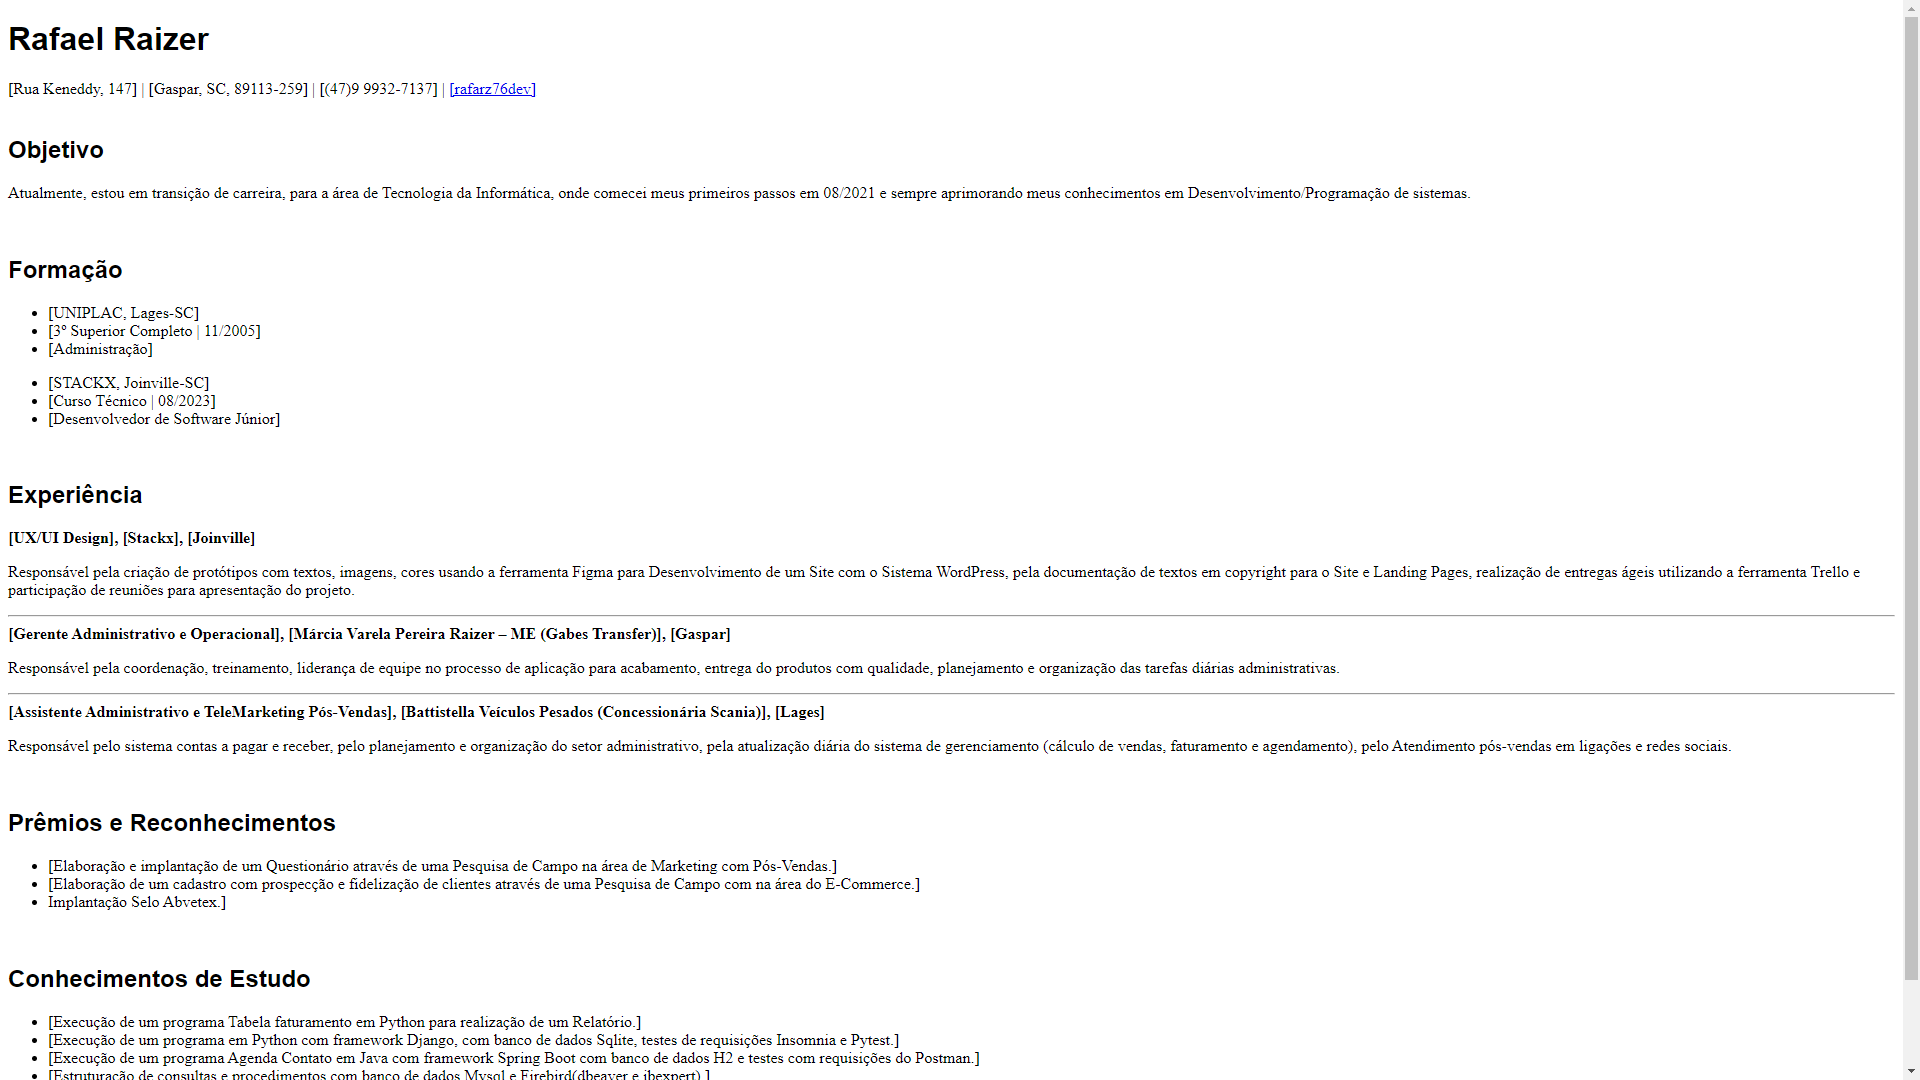 Rafael Raizer
[Rua Keneddy, 147] | [Gaspar, SC, 89113-259] | [(47)9 9932-7137] | [rafarz76dev]
Objetivo
Atualmente, estou em transição de carreira, para a área de Tecnologia da Informática, onde comecei meus primeiros passos em 08/2021 e sempre aprimorando meus conhecimentos em Desenvolvimento/Programação de sistemas.
Formação
• [UNIPLAC, Lages-SC]
• [3º Superior Completo | 11/2005]
• [Administração]
• [STACKX, Joinville-SC]
• [Curso Técnico | 08/2023]
• [Desenvolvedor de Software Júnior]
Experiência
[UX/UI Design], [Stackx], [Joinville]
Responsável pela criação de protótipos com textos, imagens, cores usando a ferramenta Figma para Desenvolvimento de um Site com o Sistema WordPress, pela documentação de textos em copyright para o Site e Landing Pages, realização de entregas ágeis utilizando a ferramenta Trello e
participação de reuniões para apresentação do projeto.
[Gerente Administrativo e Operacional], [Márcia Varela Pereira Raizer – ME (Gabes Transfer)], [Gaspar]
Responsável pela coordenação, treinamento, liderança de equipe no processo de aplicação para acabamento, entrega do produtos com qualidade, planejamento e organização das tarefas diárias administrativas.
[Assistente Administrativo e TeleMarketing Pós-Vendas], [Battistella Veículos Pesados (Concessionária Scania)], [Lages]
Responsável pelo sistema contas a pagar e receber, pelo planejamento e organização do setor administrativo, pela atualização diária do sistema de gerenciamento (cálculo de vendas, faturamento e agendamento), pelo Atendimento pós-vendas em ligações e redes sociais.
Prêmios e Reconhecimentos
• [Elaboração e implantação de um Questionário através de uma Pesquisa de Campo na área de Marketing com Pós-Vendas.]
• [Elaboração de um cadastro com prospecção e fidelização de clientes através de uma Pesquisa de Campo com na área do E-Commerce.]
• Implantação Selo Abvetex.]
Conhecimentos de Estudo
• [Execução de um programa Tabela faturamento em Python para realização de um Relatório.]
• [Execução de um programa em Python com framework Django, com banco de dados Sqlite, testes de requisições Insomnia e Pytest.]
• [Execução de um programa Agenda Contato em Java com framework Spring Boot com banco de dados H2 e testes com requisições do Postman.]
• [Estruturação de consultas e procedimentos com banco de dados Mysql e Firebird(dbeaver e ibexpert).]